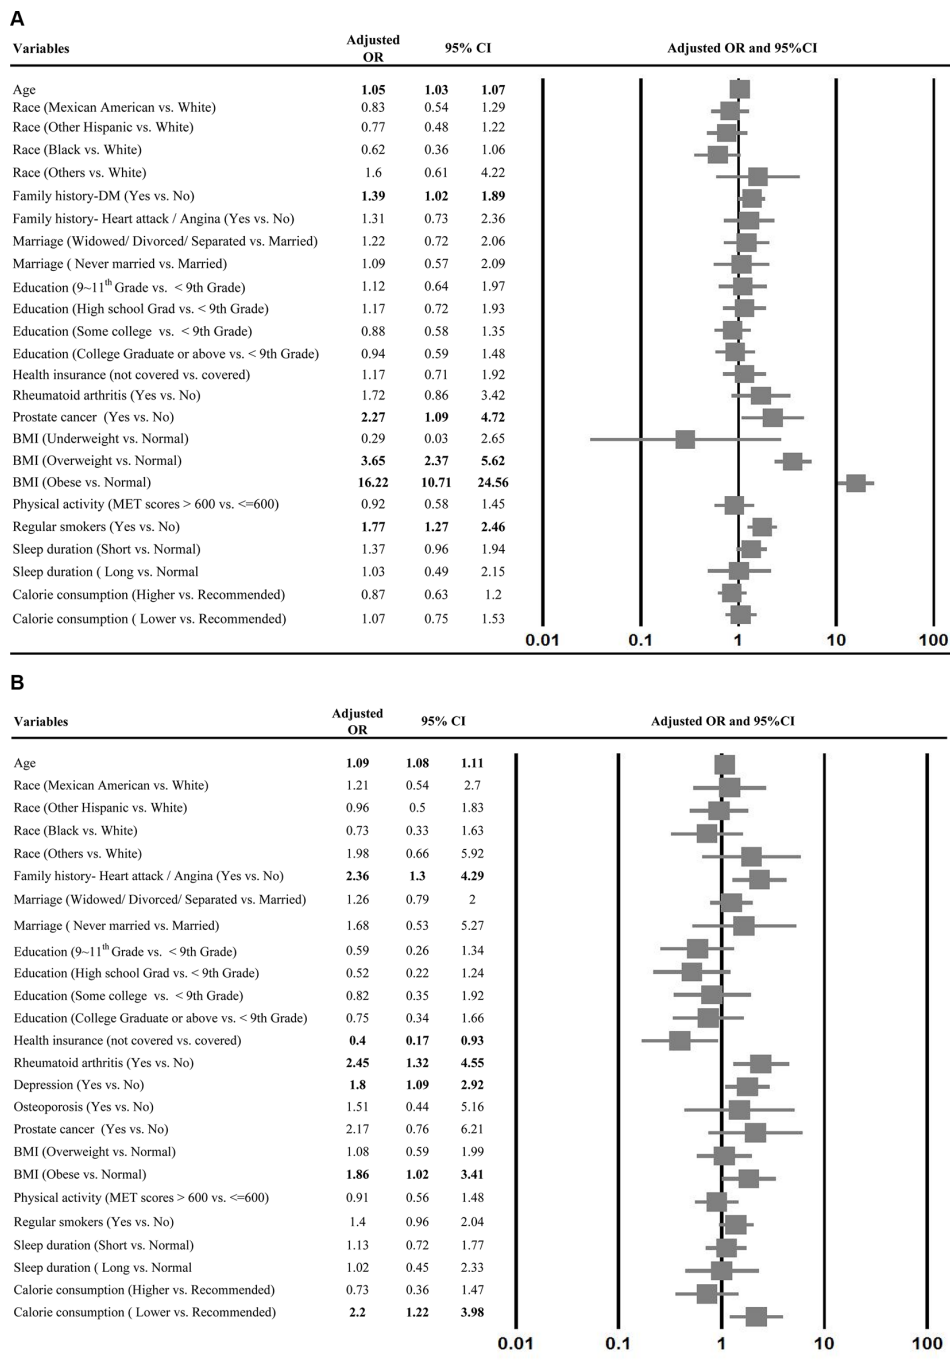 A
Variables Adjusted OR 95% CI Adjusted OR and 95%CI
Age 1.05 1.03 1.07
Race (Mexican American vs. White) 0.83 0.54 1.29
Race (Other Hispanic vs. White) 0.77 0.48 1.22
Race (Black vs. White) 0.62 0.36 1.06
Race (Others vs. White) 1.6 0.61 4.22
Family history-DM (Yes vs. No) 1.39 1.02 1.89
Family history- Heart attack / Angina (Yes vs. No) 1.31 0.73 2.36
Marriage (Widowed/ Divorced/ Separated vs. Married) 1.22 0.72 2.06
Marriage ( Never married vs. Married) 1.09 0.57 2.09
Education (9~11th Grade vs. < 9th Grade) 1.12 0.64 1.97
Education (High school Grad vs. < 9th Grade) 1.17 0.72 1.93
Education (Some college vs. < 9th Grade) 0.88 0.58 1.35
Education (College Graduate or above vs. < 9th Grade) 0.94 0.59 1.48
Health insurance (not covered vs. covered) 1.17 0.71 1.92
Rheumatoid arthritis (Yes vs. No) 1.72 0.86 3.42
Prostate cancer (Yes vs. No) 2.27 1.09 4.72
BMI (Underweight vs. Normal) 0.29 0.03 2.65
BMI (Overweight vs. Normal) 3.65 2.37 5.62
BMI (Obese vs. Normal) 16.22 10.71 24.56
Physical activity (MET scores > 600 vs. <=600) 0.92 0.58 1.45
Regular smokers (Yes vs. No) 1.77 1.27 2.46
Sleep duration (Short vs. Normal) 1.37 0.96 1.94
Sleep duration ( Long vs. Normal 1.03 0.49 2.15
Calorie consumption (Higher vs. Recommended) 0.87 0.63 1.2
Calorie consumption ( Lower vs. Recommended) 1.07 0.75 1.53
0.01 0.1 1 10 100
B
Variables Adjusted OR 95% CI Adjusted OR and 95%CI
Age 1.09 1.08 1.11
Race (Mexican American vs. White) 1.21 0.54 2.7
Race (Other Hispanic vs. White) 0.96 0.5 1.83
Race (Black vs. White) 0.73 0.33 1.63
Race (Others vs. White) 1.98 0.66 5.92
Family history- Heart attack / Angina (Yes vs. No) 2.36 1.3 4.29
Marriage (Widowed/ Divorced/ Separated vs. Married) 1.26 0.79 2
Marriage ( Never married vs. Married) 1.68 0.53 5.27
Education (9~11th Grade vs. < 9th Grade) 0.59 0.26 1.34
Education (High school Grad vs. < 9th Grade) 0.52 0.22 1.24
Education (Some college vs. < 9th Grade) 0.82 0.35 1.92
Education (College Graduate or above vs. < 9th Grade) 0.75 0.34 1.66
Health insurance (not covered vs. covered) 0.4 0.17 0.93
Rheumatoid arthritis (Yes vs. No) 2.45 1.32 4.55
Depression (Yes vs. No) 1.8 1.09 2.92
Osteoporosis (Yes vs. No) 1.51 0.44 5.16
Prostate cancer (Yes vs. No) 2.17 0.76 6.21
BMI (Overweight vs. Normal) 1.08 0.59 1.99
BMI (Obese vs. Normal) 1.86 1.02 3.41
Physical activity (MET scores > 600 vs. <=600) 0.91 0.56 1.48
Regular smokers (Yes vs. No) 1.4 0.96 2.04
Sleep duration (Short vs. Normal) 1.13 0.72 1.77
Sleep duration ( Long vs. Normal 1.02 0.45 2.33
Calorie consumption (Higher vs. Recommended) 0.73 0.36 1.47
Calorie consumption ( Lower vs. Recommended) 2.2 1.22 3.98
0.01 0.1 1 10 100